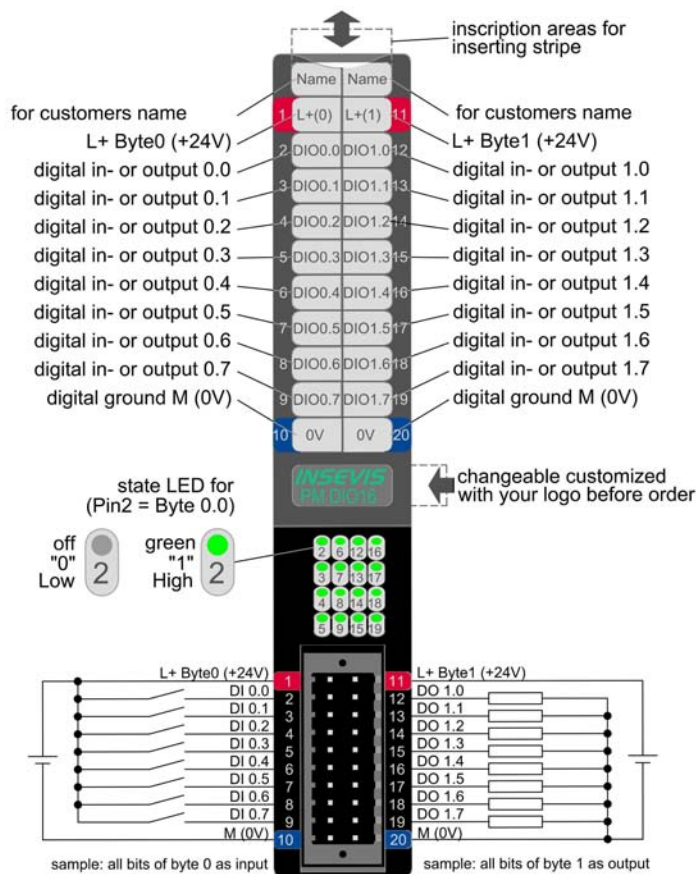 inscription areas for
inserting stripe
Name Name
for customers name for customers name
1 L+(0) L+(1) 11
L+ Byte0 (+24V) L+ Byte1 (+24V)
2 DIO0.0 DIO1.0 12
digital in- or output 0.0 digital in- or output 1.0
3 DIO0.1 DIO1.1 13
digital in- or output 0.1 digital in- or output 1.1
4 DIO0.2 DIO1.2 14
digital in- or output 0.2 digital in- or output 1.2
5 DIO0.3 DIO1.3 15
digital in- or output 0.3 digital in- or output 1.3
6 DIO0.4 DIO1.4 16
digital in- or output 0.4 digital in- or output 1.4
7 DIO0.5 DIO1.5 17
digital in- or output 0.5 digital in- or output 1.5
8 DIO0.6 DIO1.6 18
digital in- or output 0.6 digital in- or output 1.6
9 DIO0.7 DIO1.7 19
digital in- or output 0.7 digital in- or output 1.7
digital ground M (0V) digital ground M (0V)
10 0V 0V 20
INSEVIS
PM DIO16
changeable customized
with your logo before order
state LED for
(Pin2 = Byte 0.0)
off
"0"
Low
2
green
"1"
High
2
2 6 12 16
3 7 13 17
4 8 14 18
5 9 15 19
L+ Byte0 (+24V) 1 11 L+ Byte1 (+24V)
DI 0.0 2 12 DO 1.0
DI 0.1 3 13 DO 1.1
DI 0.2 4 14 DO 1.2
DI 0.3 5 15 DO 1.3
DI 0.4 6 16 DO 1.4
DI 0.5 7 17 DO 1.5
DI 0.6 8 18 DO 1.6
DI 0.7 9 19 DO 1.7
M (0V) 10 20 M (0V)
sample: all bits of byte 0 as input sample: all bits of byte 1 as output